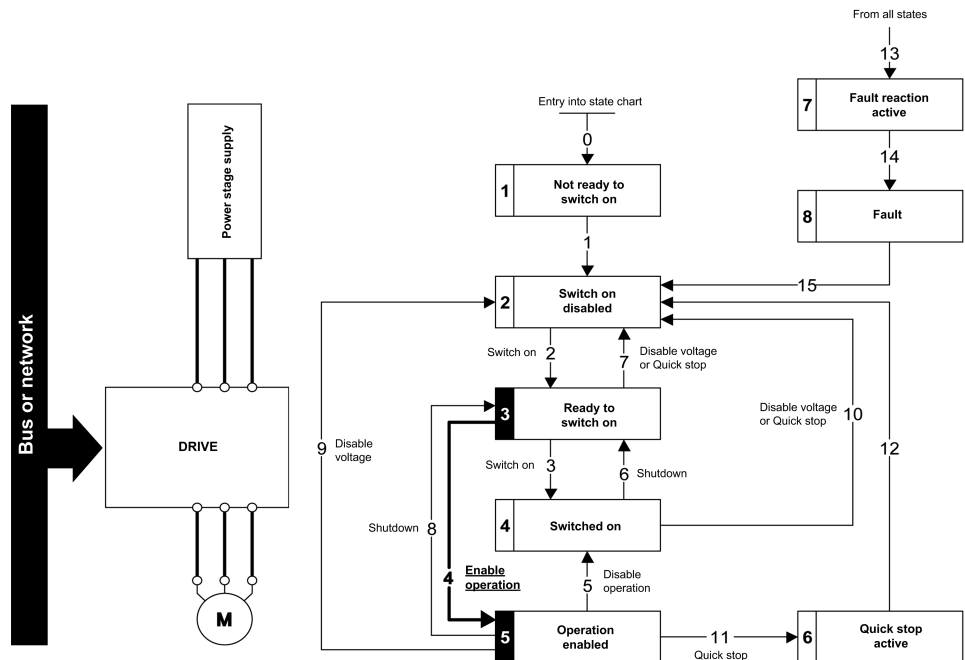 From all states
13
7
Fault reaction
active
14
8
Fault
15
Entry into state chart
0
1
Not ready to
switch on
1
2
Switch on
disabled
Switch on
2
7
Disable voltage
or Quick stop
3
Ready to
switch on
Switch on
3
6
Shutdown
4
Switched on
Disable voltage
or Quick stop
10
12
9
Disable
voltage
Shutdown
8
4
Enable
operation
5
Disable
operation
5
Operation
enabled
11
Quick stop
6
Quick stop
active
Bus or network
Power stage supply
DRIVE
M